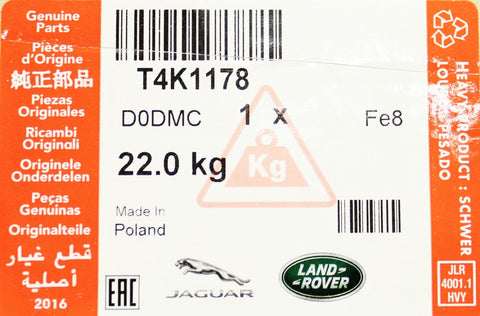 Genuine
Parts
Pièces
d'Origine
純正部品
Piezas
Originales
Ricambi
Originali
Originele
Onderdelen
Peças
Genuinas
Originalteile
قطع غيار
أصلية
2016
T4K1178
D0DMC 1 x Fe8
Kg
22.0 kg
Made In
Poland
EAC
JAGUAR
LAND-
-ROVER
HEAVY PRODUCT : SCHWER
PESADO
JLR
4001.1
HVY